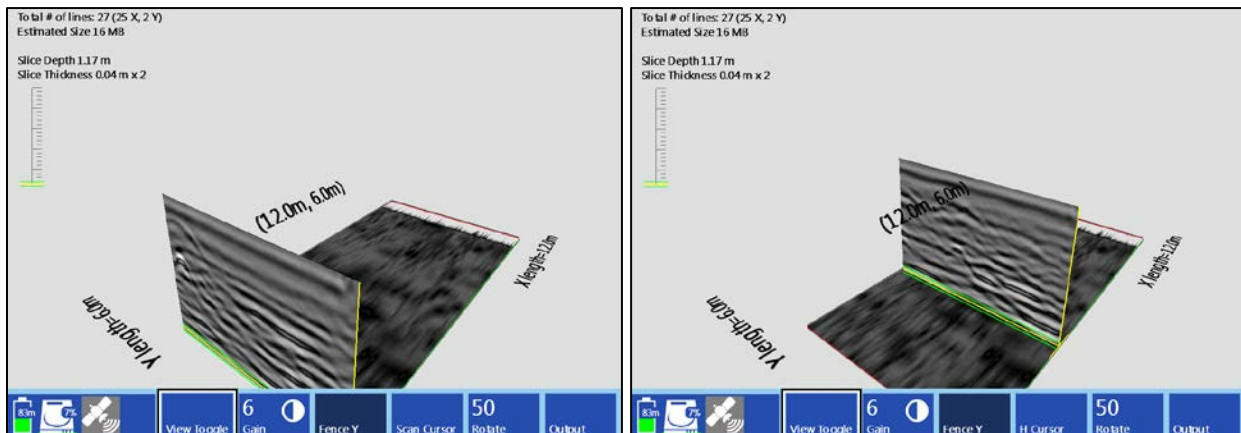 Total # of lines: 27 (25 X, 2 Y)
Estimated Size 16 MB
Slice Depth 1.17 m
Slice Thickness 0.04 m x 2
(12.0m, 6.0m)
X length=12.0m
Y length=6.0m
83m
7%
View Toggle
6
Gain
Fence Y
Scan Cursor
50
Rotate
Output
Total # of lines: 27 (25 X, 2 Y)
Estimated Size 16 MB
Slice Depth 1.17 m
Slice Thickness 0.04 m x 2
(12.0m, 6.0m)
X length=12.0m
Y length=6.0m
83m
7%
View Toggle
6
Gain
Fence Y
H Cursor
50
Rotate
Output